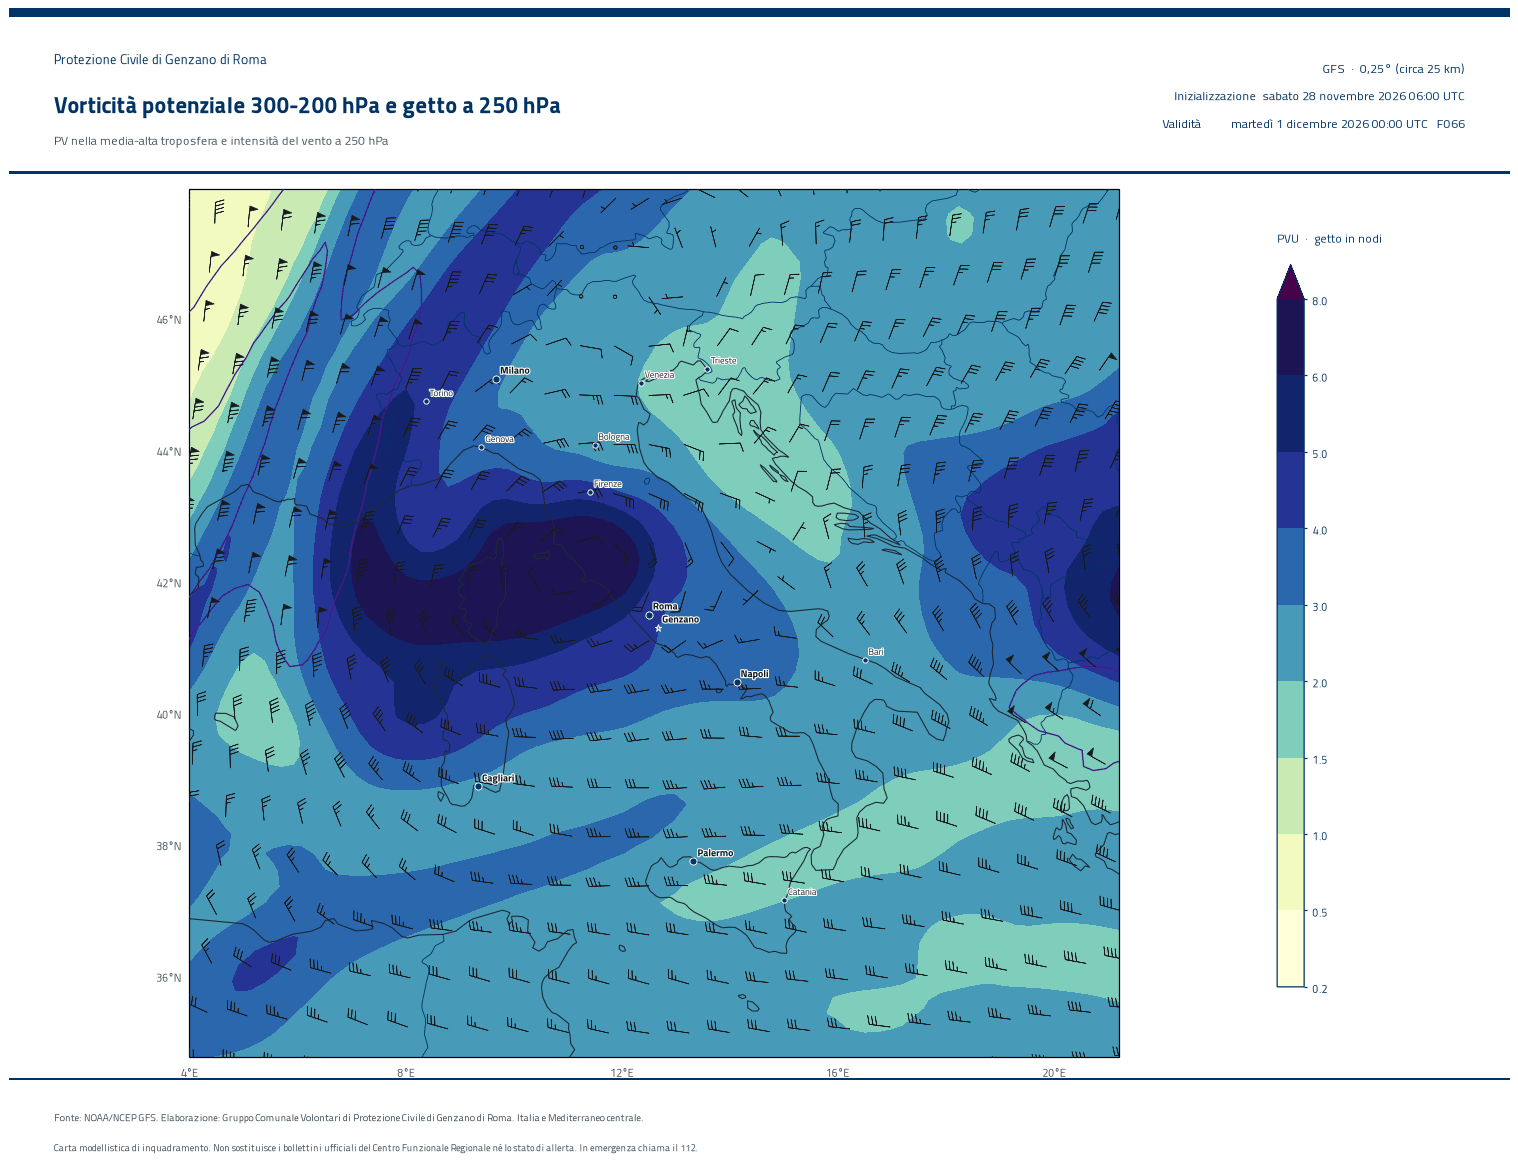 Protezione Civile di Genzano di Roma
Vorticità potenziale 300-200 hPa e getto a 250 hPa
PV nella media-alta troposfera e intensità del vento a 250 hPa
GFS · 0,25° (circa 25 km)
Inizializzazione sabato 28 novembre 2026 06:00 UTC
Validità martedì 1 dicembre 2026 00:00 UTC F066
PVU · getto in nodi
8.0
6.0
5.0
4.0
3.0
2.0
1.5
1.0
0.5
0.2
46°N
44°N
42°N
40°N
38°N
36°N
4°E
8°E
12°E
16°E
20°E
Trieste
Milano
Venezia
Torino
Genova
Bologna
Firenze
Roma
Genzano
Bari
Napoli
Cagliari
Palermo
Catania
Fonte: NOAA/NCEP GFS. Elaborazione: Gruppo Comunale Volontari di Protezione Civile di Genzano di Roma. Italia e Mediterraneo centrale.
Carta modellistica di inquadramento. Non sostituisce i bollettini ufficiali del Centro Funzionale Regionale né lo stato di allerta. In emergenza chiama il 112.